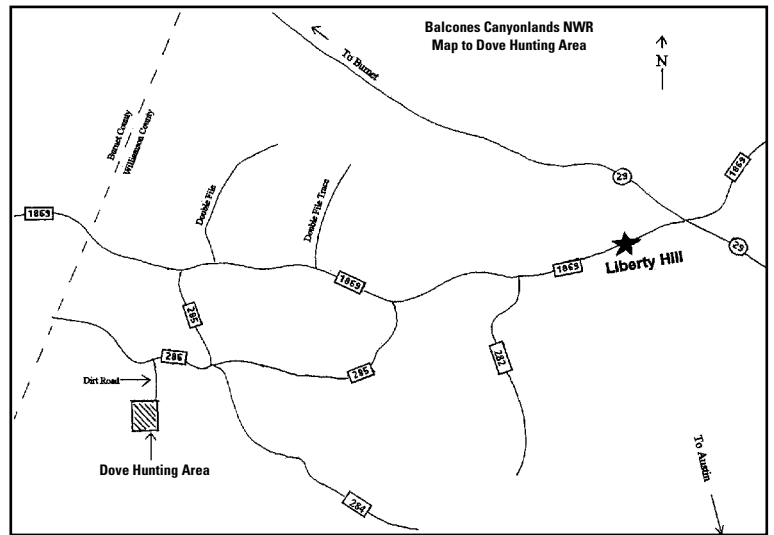 Balcones Canyonlands NWR
Map to Dove Hunting Area
To Burnet
N
Burnet County
Williamson County
Double File
Double File Trace
29
1869
1869
29
Liberty Hill
1869
1869
285
282
286
285
Dirt Road
Dove Hunting Area
284
To Austin